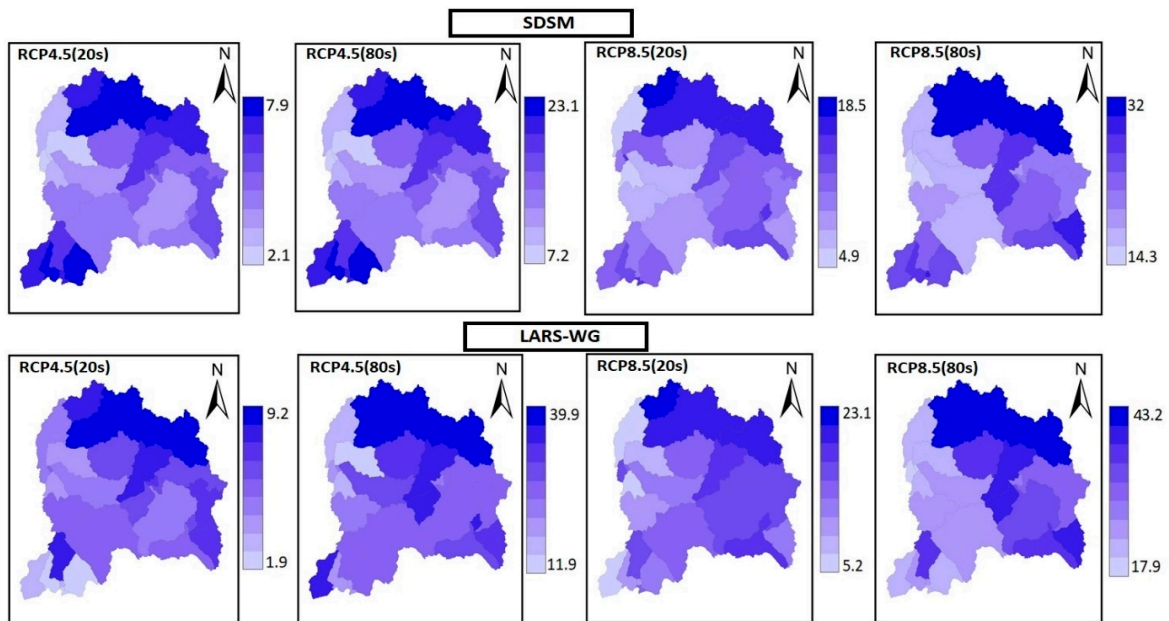 SDSM
RCP4.5(20s)
N
7.9
2.1
RCP4.5(80s)
N
23.1
7.2
RCP8.5(20s)
N
18.5
4.9
RCP8.5(80s)
N
32
14.3
LARS-WG
RCP4.5(20s)
N
9.2
1.9
RCP4.5(80s)
N
39.9
11.9
RCP8.5(20s)
N
23.1
5.2
RCP8.5(80s)
N
43.2
17.9